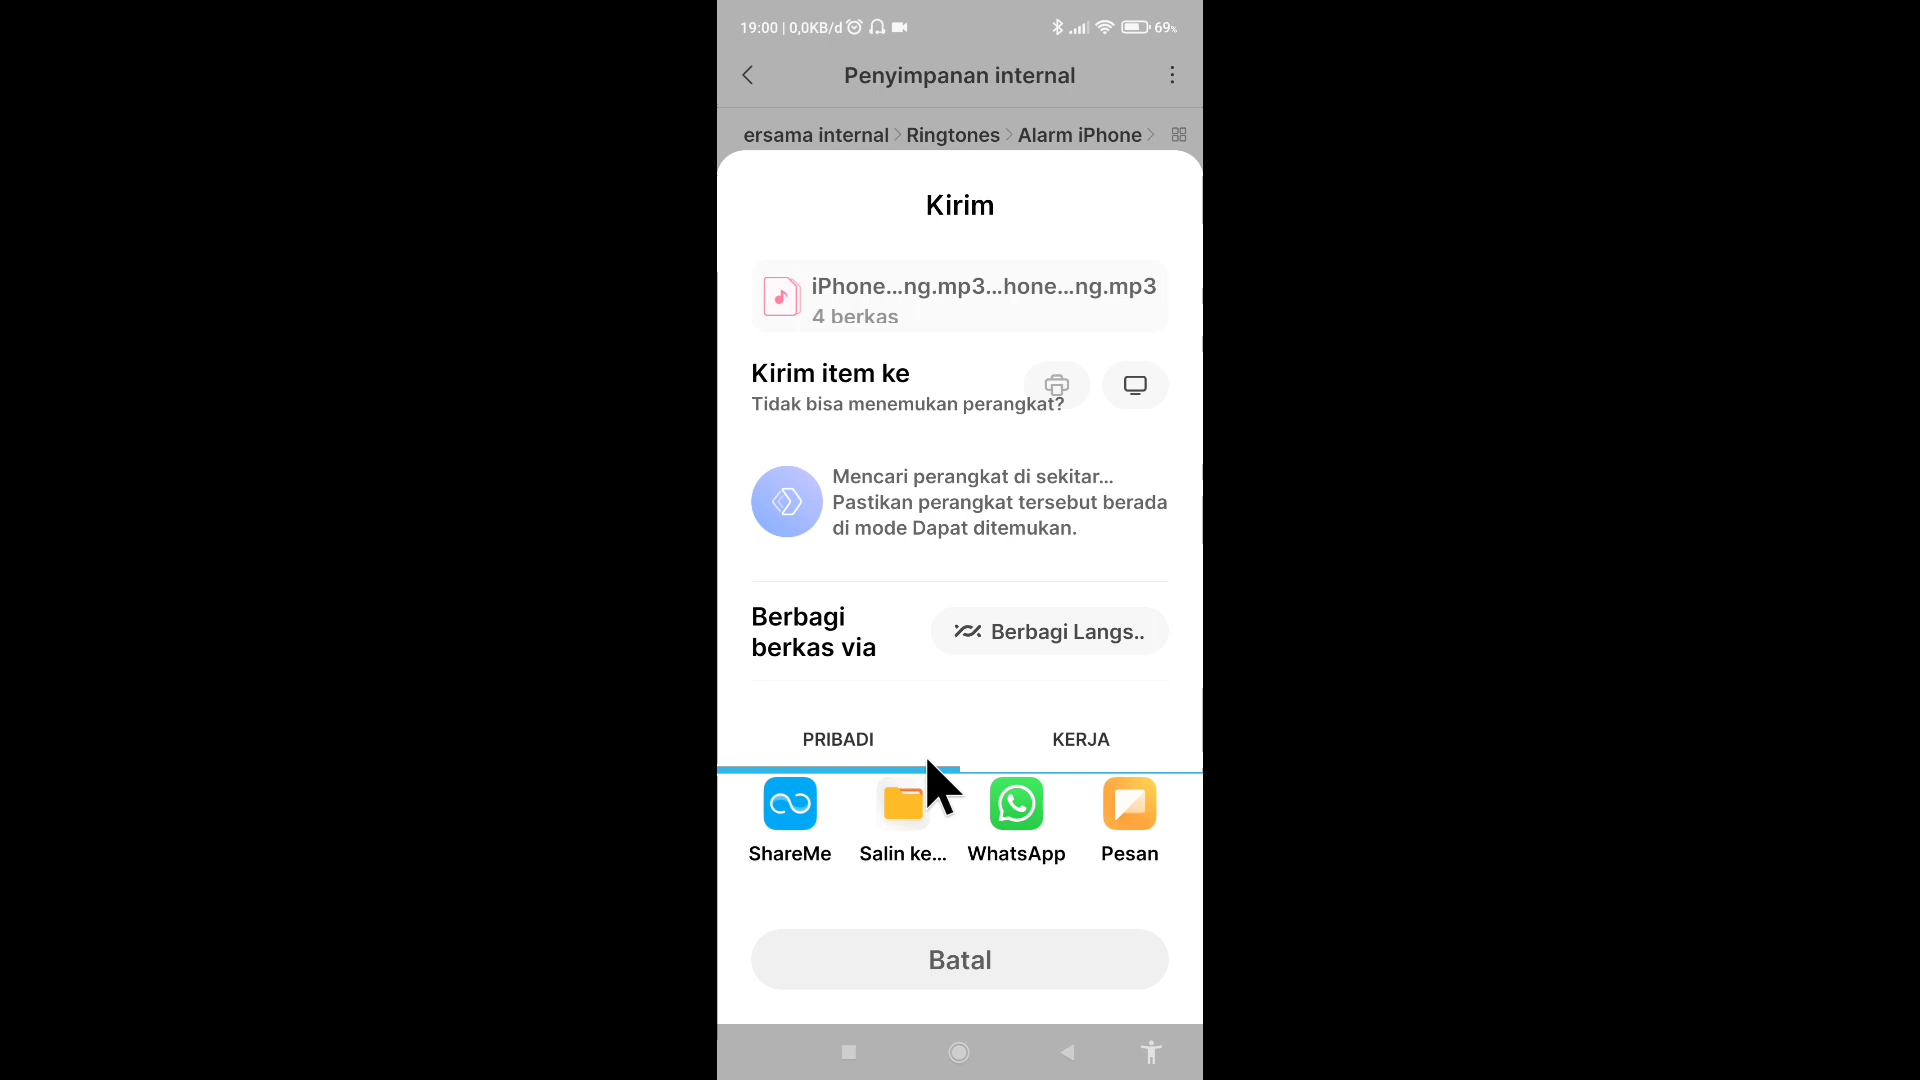 19:00 | 0,0KB/d
69%
Penyimpanan internal
ersama internal
Ringtones
Alarm iPhone
Kirim
iPhone...ng.mp3...hone...ng.mp3
4 berkas
Kirim item ke
Tidak bisa menemukan perangkat?
Mencari perangkat di sekitar...
Pastikan perangkat tersebut berada
di mode Dapat ditemukan.
Berbagi
berkas via
Berbagi Langs..
PRIBADI
KERJA
ShareMe
Salin ke...
WhatsApp
Pesan
Batal